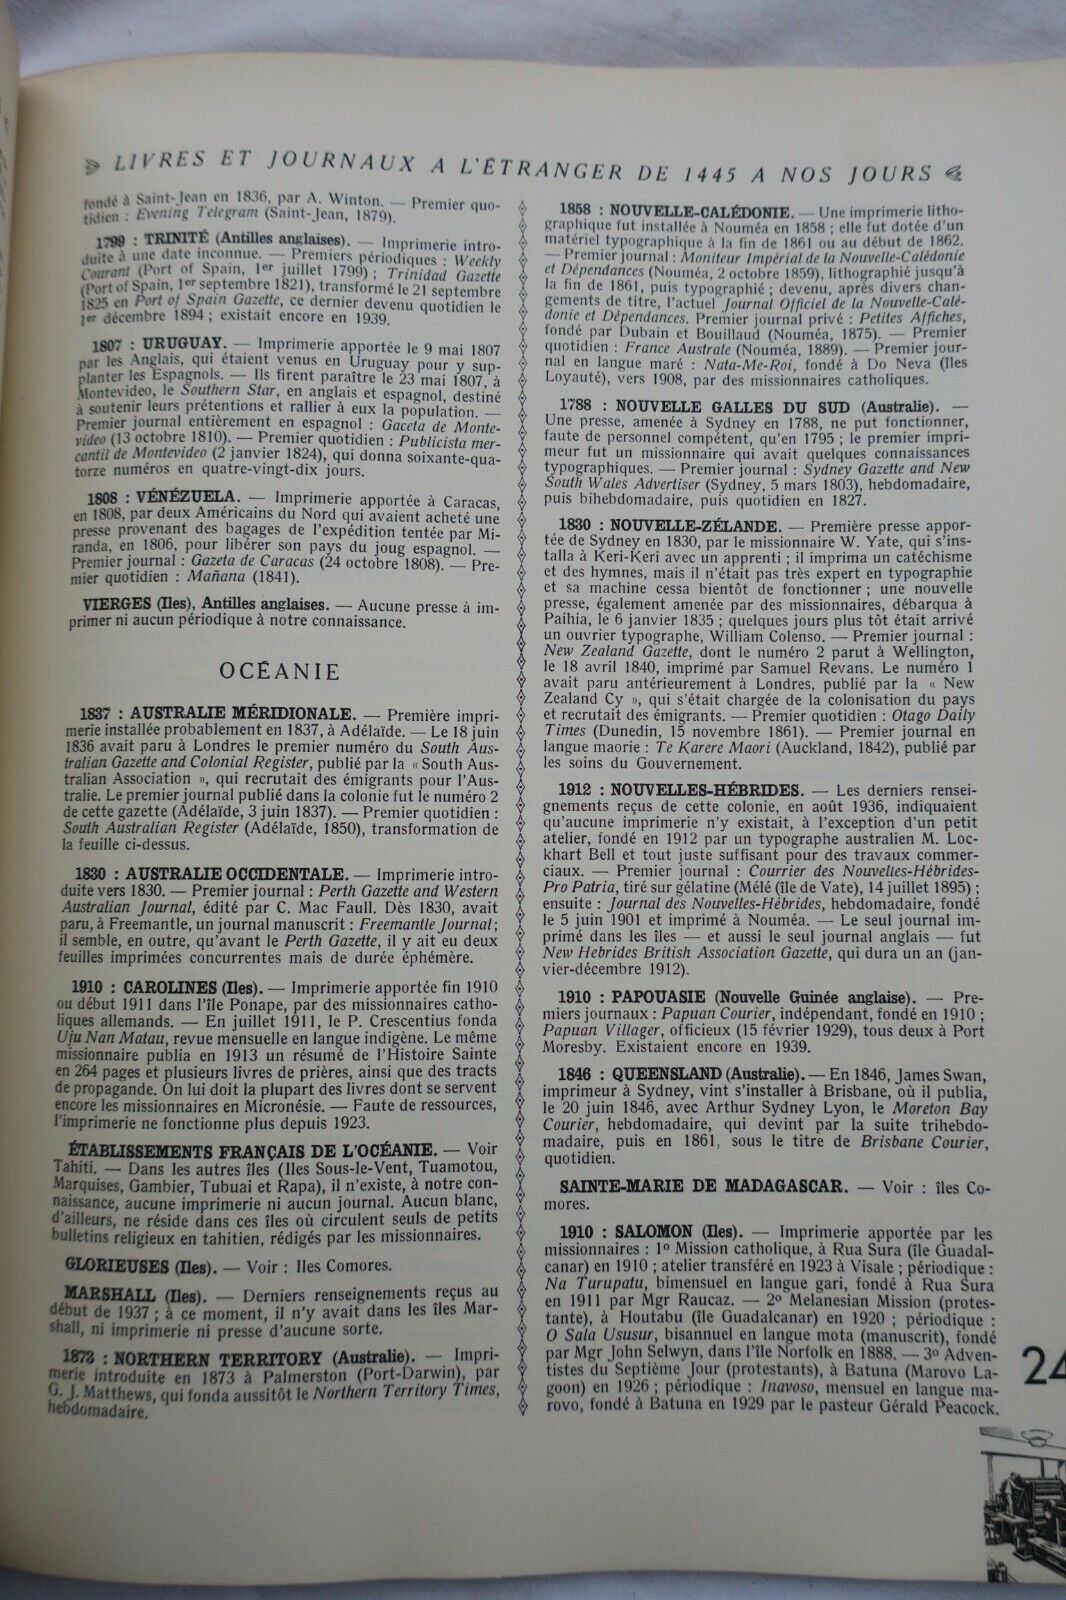 LIVRES ET JOURNAUX A L'ÉTRANGER DE 1445 A NOS JOURS
fondé à Saint-Jean en 1836, par A. Winton. — Premier quo-
tidien : Evening Telegram (Saint-Jean, 1879).
1799 : TRINITÉ (Antilles anglaises). — Imprimerie intro-
duite à une date inconnue. — Premiers périodiques : Weekly
Courant (Port of Spain, 1er juillet 1799) ; Trinidad Gazette
(Port of Spain, 1er septembre 1821), transformé le 21 septembre
1825 en Port of Spain Gazette, ce dernier devenu quotidien le
1er décembre 1894 ; existait encore en 1939.
1807 : URUGUAY. — Imprimerie apportée le 9 mai 1807
par les Anglais, qui étaient venus en Uruguay pour y sup-
planter les Espagnols. — Ils firent paraître le 23 mai 1807, à
Montevideo, le Southern Star, en anglais et espagnol, destiné
à soutenir leurs prétentions et rallier à eux la population. —
Premier journal entièrement en espagnol : Gaceta de Monte-
video (13 octobre 1810). — Premier quotidien : Publicista mer-
cantil de Montevideo (2 janvier 1824), qui donna soixante-qua-
torze numéros en quatre-vingt-dix jours.
1808 : VÉNÉZUELA. — Imprimerie apportée à Caracas,
en 1808, par deux Américains du Nord qui avaient acheté une
presse provenant des bagages de l'expédition tentée par Mi-
randa, en 1806, pour libérer son pays du joug espagnol. —
Premier journal : Gazeta de Caracas (24 octobre 1808). — Pre-
mier quotidien : Mañana (1841).
VIERGES (Iles), Antilles anglaises. — Aucune presse à im-
primer ni aucun périodique à notre connaissance.
OCÉANIE
1837 : AUSTRALIE MÉRIDIONALE. — Première impri-
merie installée probablement en 1837, à Adélaïde. — Le 18 juin
1836 avait paru à Londres le premier numéro du South Aus-
tralian Gazette and Colonial Register, publié par la « South Aus-
tralian Association », qui recrutait des émigrants pour l'Aus-
tralie. Le premier journal publié dans la colonie fut le numéro 2
de cette gazette (Adélaïde, 3 juin 1837). — Premier quotidien :
South Australian Register (Adélaïde, 1850), transformation de
la feuille ci-dessus.
1830 : AUSTRALIE OCCIDENTALE. — Imprimerie intro-
duite vers 1830. — Premier journal : Perth Gazette and Western
Australian Journal, édité par C. Mac Faull. Dès 1830, avait
paru, à Freemantle, un journal manuscrit : Freemantle Journal ;
il semble, en outre, qu'avant le Perth Gazette, il y ait eu deux
feuilles imprimées concurrentes mais de durée éphémère.
1910 : CAROLINES (Iles). — Imprimerie apportée fin 1910
ou début 1911 dans l'île Ponape, par des missionnaires catho-
liques allemands. — En juillet 1911, le P. Crescentius fonda
Uju Nan Matau, revue mensuelle en langue indigène. Le même
missionnaire publia en 1913 un résumé de l'Histoire Sainte
en 264 pages et plusieurs livres de prières, ainsi que des tracts
de propagande. On lui doit la plupart des livres dont se servent
encore les missionnaires en Micronésie. — Faute de ressources,
l'imprimerie ne fonctionne plus depuis 1923.
ÉTABLISSEMENTS FRANÇAIS DE L'OCÉANIE. — Voir
Tahiti. — Dans les autres îles (Iles Sous-le-Vent, Tuamotou,
Marquises, Gambier, Tubuai et Rapa), il n'existe, à notre con-
naissance, aucune imprimerie ni aucun journal. Aucun blanc,
d'ailleurs, ne réside dans ces îles où circulent seuls de petits
bulletins religieux en tahitien, rédigés par les missionnaires.
GLORIEUSES (Iles). — Voir : Iles Comores.
MARSHALL (Iles). — Derniers renseignements reçus au
début de 1937 ; à ce moment, il n'y avait dans les îles Mar-
shall, ni imprimerie ni presse d'aucune sorte.
1873 : NORTHERN TERRITORY (Australie). — Impri-
merie introduite en 1873 à Palmerston (Port-Darwin), par
G. J. Matthews, qui fonda aussitôt le Northern Territory Times,
hebdomadaire.
1858 : NOUVELLE-CALÉDONIE. — Une imprimerie litho-
graphique fut installée à Nouméa en 1858 ; elle fut dotée d'un
matériel typographique à la fin de 1861 ou au début de 1862.
— Premier journal : Moniteur Impérial de la Nouvelle-Calédonie
et Dépendances (Nouméa, 2 octobre 1859), lithographié jusqu'à
la fin de 1861, puis typographié ; devenu, après divers chan-
gements de titre, l'actuel Journal Officiel de la Nouvelle-Calé-
donie et Dépendances. Premier journal privé : Petites Affiches,
fondé par Dubain et Bouillaud (Nouméa, 1875). — Premier
quotidien : France Australe (Nouméa, 1889). — Premier jour-
nal en langue maré : Nata-Me-Roi, fondé à Do Neva (îles
Loyauté), vers 1908, par des missionnaires catholiques.
1788 : NOUVELLE GALLES DU SUD (Australie). —
Une presse, amenée à Sydney en 1788, ne put fonctionner,
faute de personnel compétent, qu'en 1795 ; le premier impri-
meur fut un missionnaire qui avait quelques connaissances
typographiques. — Premier journal : Sydney Gazette and New
South Wales Advertiser (Sydney, 5 mars 1803), hebdomadaire,
puis bihebdomadaire, puis quotidien en 1827.
1830 : NOUVELLE-ZÉLANDE. — Première presse appor-
tée de Sydney en 1830, par le missionnaire W. Yate, qui s'ins-
talla à Keri-Keri avec un apprenti ; il imprima un catéchisme
et des hymnes, mais il n'était pas très expert en typographie
et sa machine cessa bientôt de fonctionner ; une nouvelle
presse, également amenée par des missionnaires, débarqua à
Paihia, le 6 janvier 1835 ; quelques jours plus tôt était arrivé
un ouvrier typographe, William Colenso. — Premier journal :
New Zealand Gazette, dont le numéro 2 parut à Wellington,
le 18 avril 1840, imprimé par Samuel Revans. Le numéro 1
avait paru antérieurement à Londres, publié par la « New
Zealand Cy », qui s'était chargée de la colonisation du pays
et recrutait des émigrants. — Premier quotidien : Otago Daily
Times (Dunedin, 15 novembre 1861). — Premier journal en
langue maorie : Te Karere Maori (Auckland, 1842), publié par
les soins du Gouvernement.
1912 : NOUVELLES-HÉBRIDES. — Les derniers rensei-
gnements reçus de cette colonie, en août 1936, indiquaient
qu'aucune imprimerie n'y existait, à l'exception d'un petit
atelier, fondé en 1912 par un typographe australien M. Loc-
khart Bell et tout juste suffisant pour des travaux commer-
ciaux. — Premier journal : Courrier des Nouvelles-Hébrides-
Pro Patria, tiré sur gélatine (Mélé (île de Vate), 14 juillet 1895) ;
ensuite : Journal des Nouvelles-Hébrides, hebdomadaire, fondé
le 5 juin 1901 et imprimé à Nouméa. — Le seul journal im-
primé dans les îles — et aussi le seul journal anglais — fut
New Hebrides British Association Gazette, qui dura un an (jan-
vier-décembre 1912).
1910 : PAPOUASIE (Nouvelle Guinée anglaise). — Pre-
miers journaux : Papuan Courier, indépendant, fondé en 1910 ;
Papuan Villager, officieux (15 février 1929), tous deux à Port
Moresby. Existaient encore en 1939.
1846 : QUEENSLAND (Australie). — En 1846, James Swan,
imprimeur à Sydney, vint s'installer à Brisbane, où il publia,
le 20 juin 1846, avec Arthur Sydney Lyon, le Moreton Bay
Courier, hebdomadaire, qui devint par la suite trihebdo-
madaire, puis en 1861, sous le titre de Brisbane Courier,
quotidien.
SAINTE-MARIE DE MADAGASCAR. — Voir : îles Co-
mores.
1910 : SALOMON (Iles). — Imprimerie apportée par les
missionnaires : 1o Mission catholique, à Rua Sura (île Guadal-
canar) en 1910 ; atelier transféré en 1923 à Visale ; périodique :
Na Turupatu, bimensuel en langue gari, fondé à Rua Sura
en 1911 par Mgr Raucaz. — 2o Melanesian Mission (protes-
tante), à Houtabu (île Guadalcanar) en 1920 ; périodique :
O Sala Ususur, bisannuel en langue mota (manuscrit), fondé
par Mgr John Selwyn, dans l'île Norfolk en 1888. — 3o Adven-
tistes du Septième Jour (protestants), à Batuna (Marovo La-
goon) en 1926 ; périodique : Inavoso, mensuel en langue ma-
rovo, fondé à Batuna en 1929 par le pasteur Gérald Peacock.
24